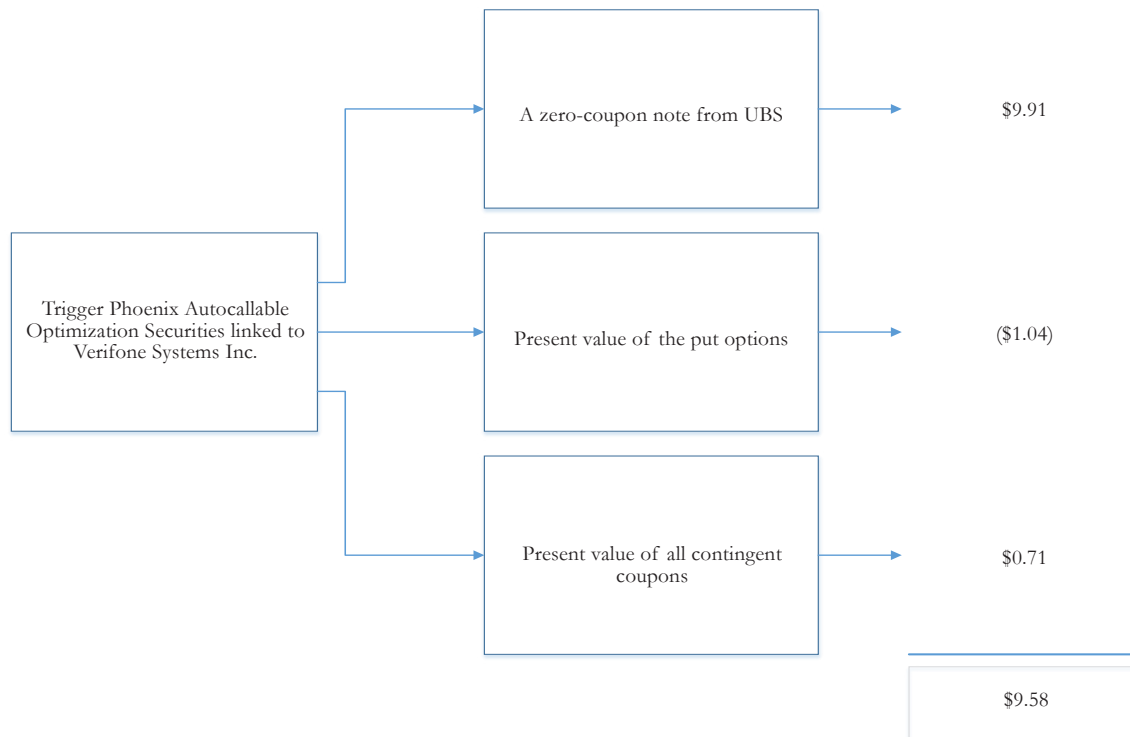 A zero-coupon note from UBS
$9.91
Trigger Phoenix Autocallable
Optimization Securities linked to
Verifone Systems Inc.
Present value of the put options
($1.04)
Present value of all contingent
coupons
$0.71
$9.58